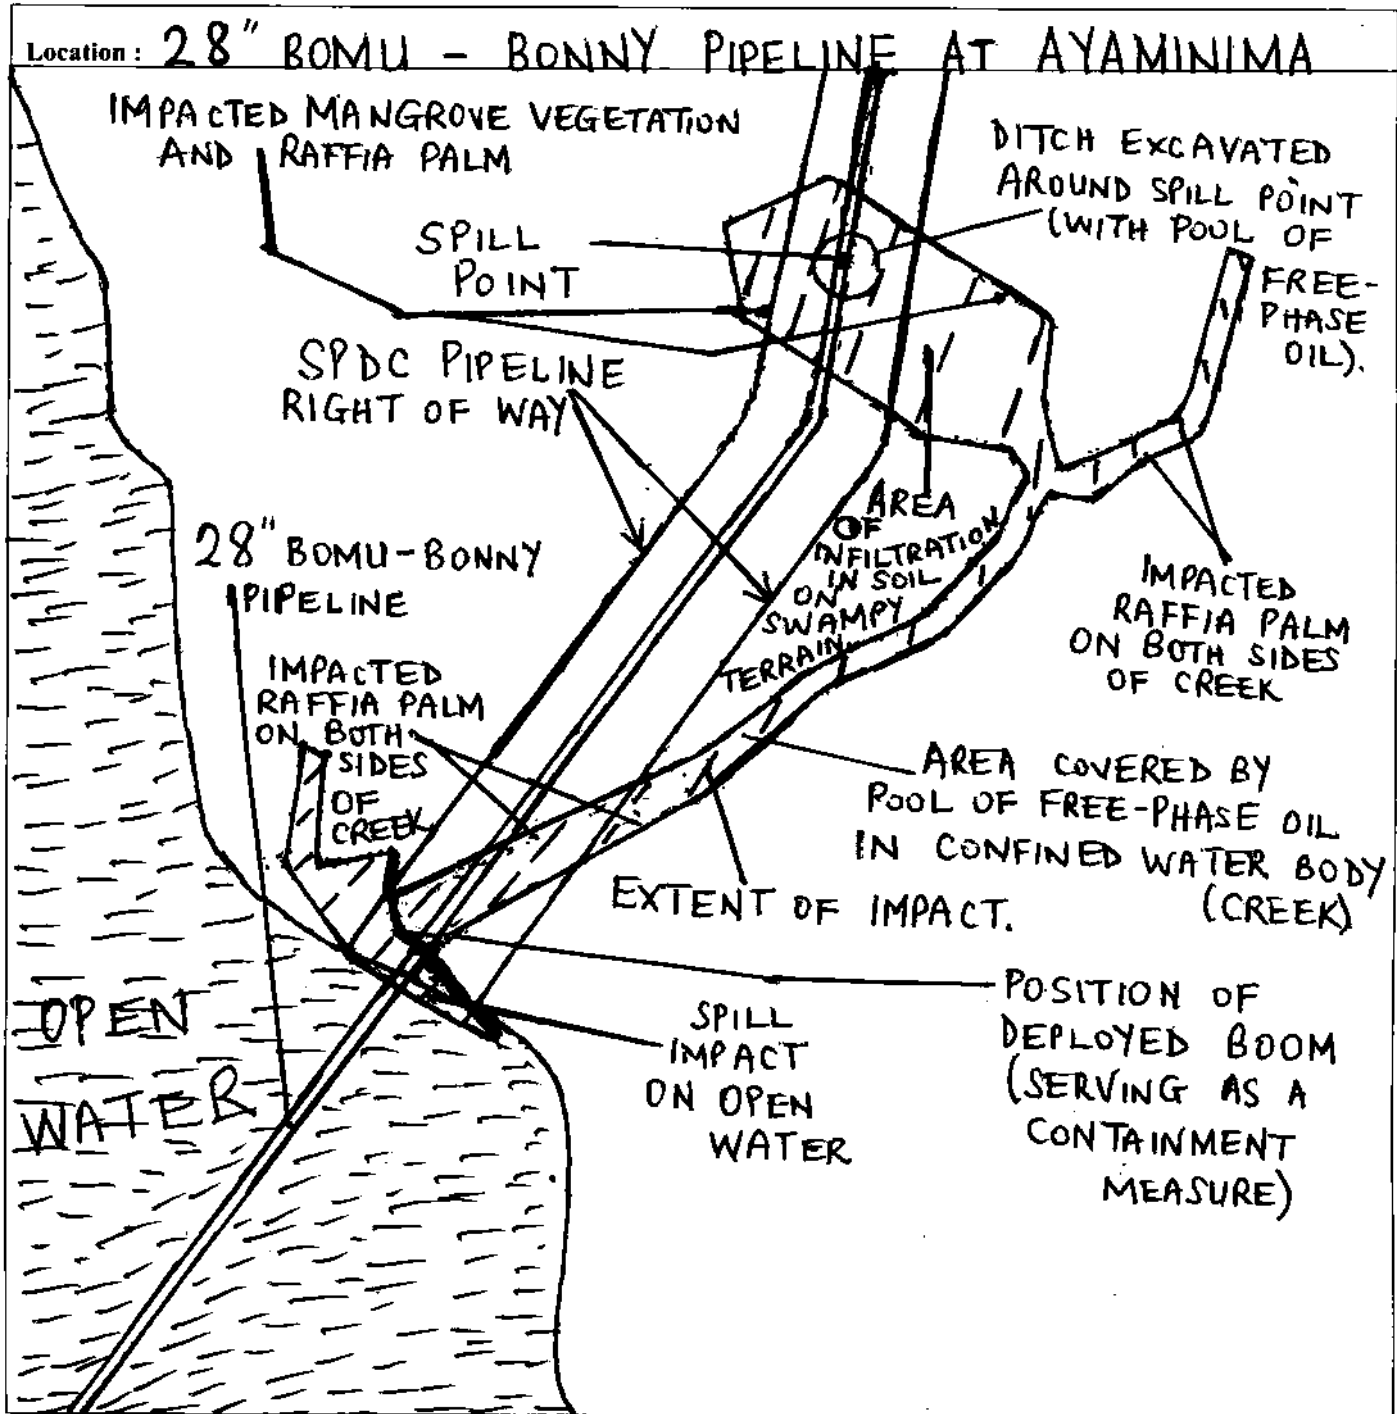 Location : 28" BOMU - BONNY PIPELINE AT AYAMINIMA
IMPACTED MANGROVE VEGETATION
AND RAFFIA PALM
DITCH EXCAVATED
AROUND SPILL POINT
(WITH POOL OF
FREE-
PHASE
OIL).
SPILL
POINT
SPDC PIPELINE
RIGHT OF WAY
AREA
OF
INFILTRATION
IN SOIL
ON
SWAMPY
TERRAIN
28" BOMU-BONNY
PIPELINE
IMPACTED
RAFFIA PALM
ON BOTH SIDES
OF CREEK
IMPACTED
RAFFIA PALM
ON BOTH
SIDES
OF
CREEK
AREA COVERED BY
POOL OF FREE-PHASE OIL
IN CONFINED WATER BODY
(CREEK)
EXTENT OF IMPACT.
OPEN
WATER
SPILL
IMPACT
ON OPEN
WATER
POSITION OF
DEPLOYED BOOM
(SERVING AS A
CONTAINMENT
MEASURE)